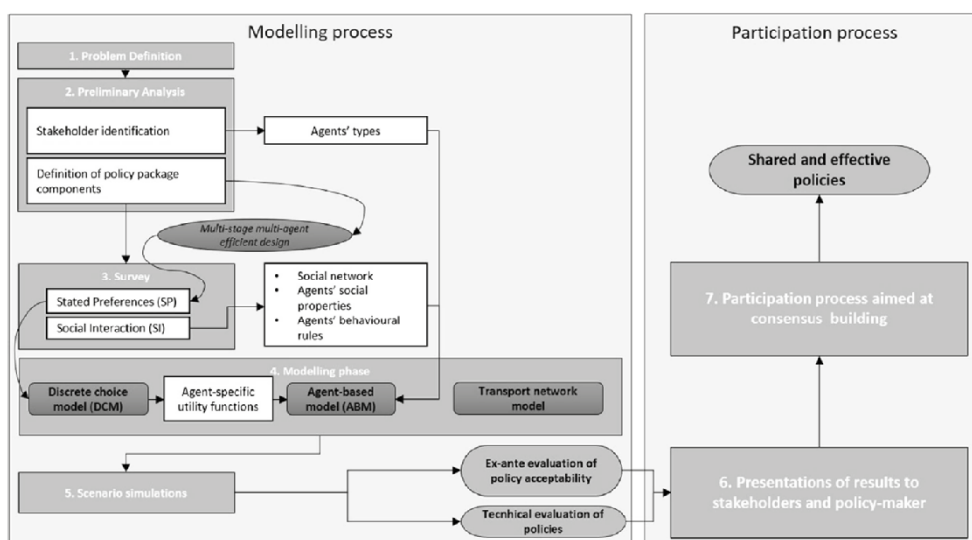 Modelling process
1. Problem Definition
2. Preliminary Analysis
Stakeholder identification
Agents' types
Definition of policy package
components
Multi-stage multi-agent
efficient design
3. Survey
Stated Preferences (SP)
Social Interaction (SI)
• Social network
• Agents' social
properties
• Agents' behavioural
rules
4. Modelling phase
Discrete choice
model (DCM)
Agent-specific
utility functions
Agent-based
model (ABM)
Transport network
model
5. Scenario simulations
Ex-ante evaluation of
policy acceptability
Tecnhical evaluation of
policies
Participation process
Shared and effective
policies
7. Participation process aimed at
consensus building
6. Presentations of results to
stakeholders and policy-maker